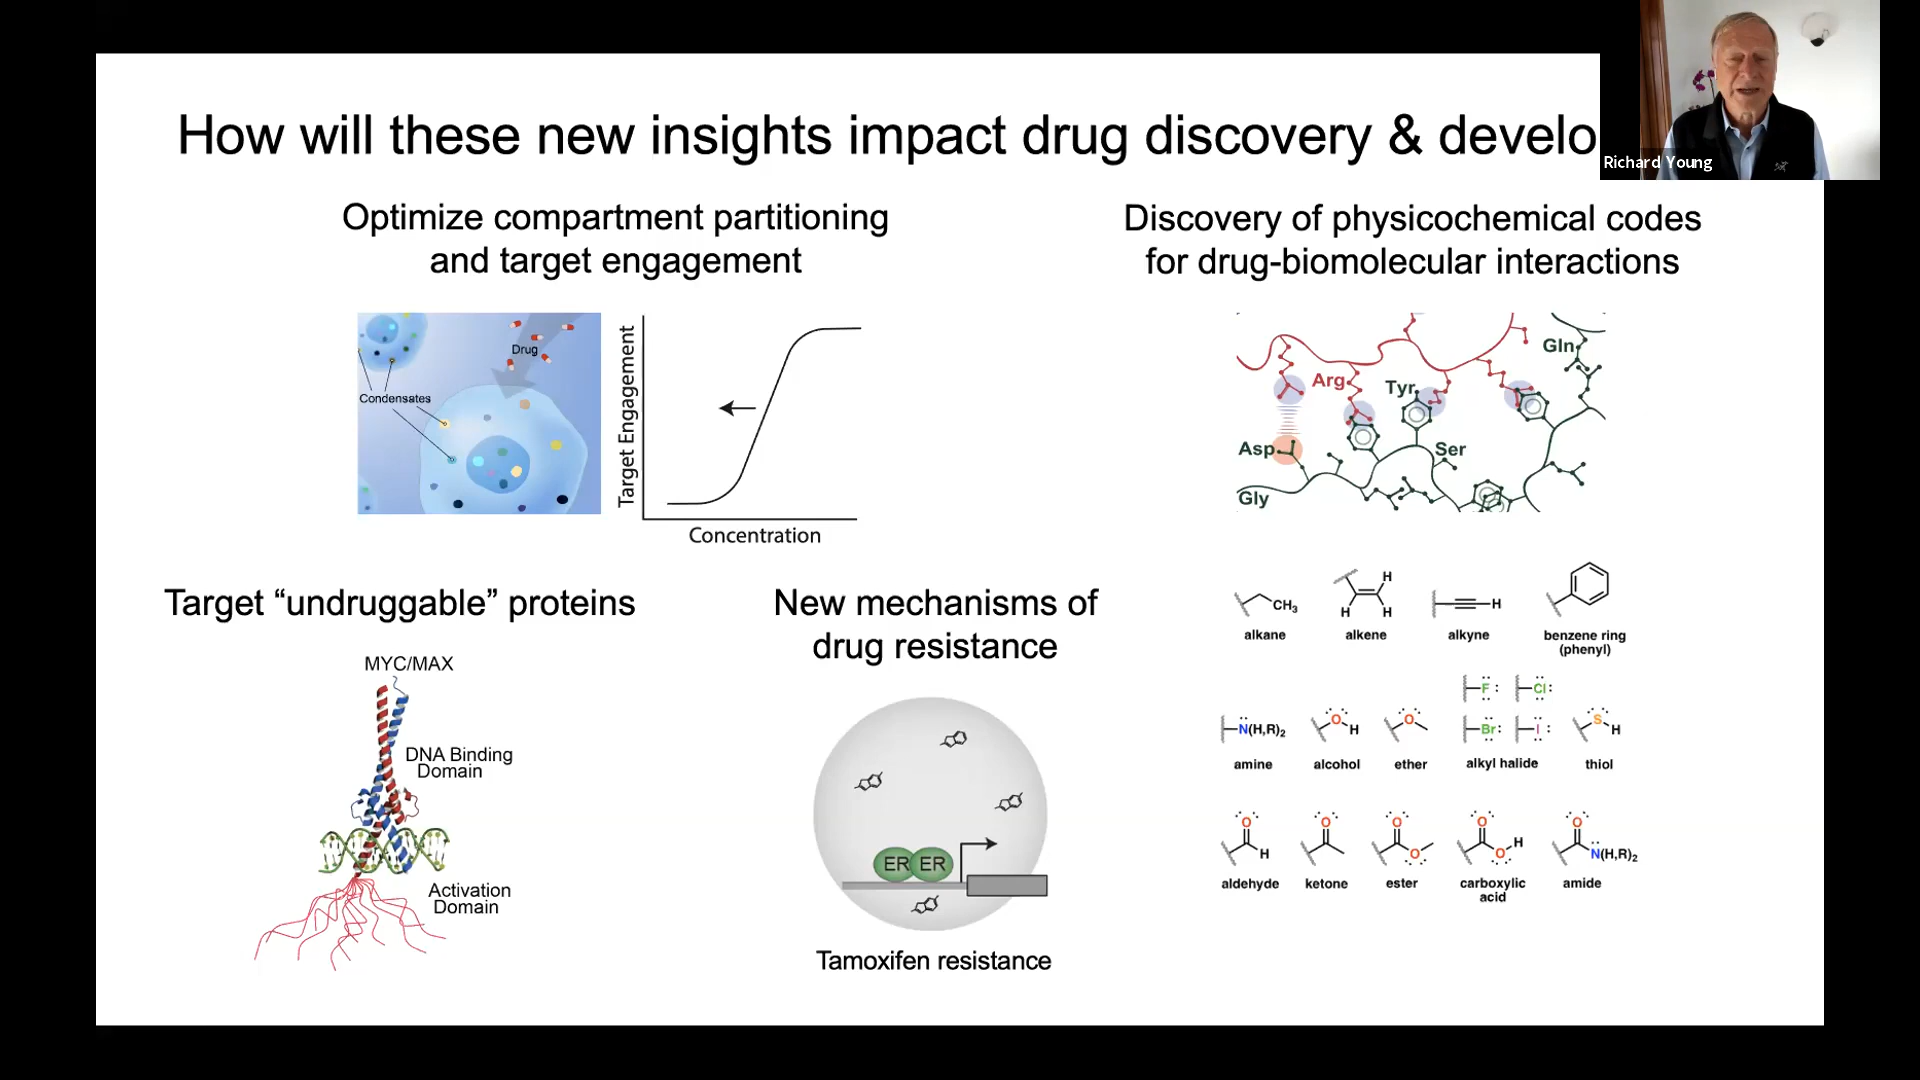 How will these new insights impact drug discovery & develo
Richard Young
Optimize compartment partitioning
and target engagement
Drug
Condensates
Target Engagement
Concentration
Discovery of physicochemical codes
for drug-biomolecular interactions
Gln
Arg
Tyr
Asp
Ser
Gly
Target “undruggable” proteins
MYC/MAX
DNA Binding
Domain
Activation
Domain
New mechanisms of
drug resistance
ER ER
Tamoxifen resistance
CH3
H
H H
H
alkane alkene alkyne benzene ring
(phenyl)
F Cl
N(H,R)2 O H O Br I S H
amine alcohol ether alkyl halide thiol
O O O O O
H O O H N(H,R)2
aldehyde ketone ester carboxylic
acid amide